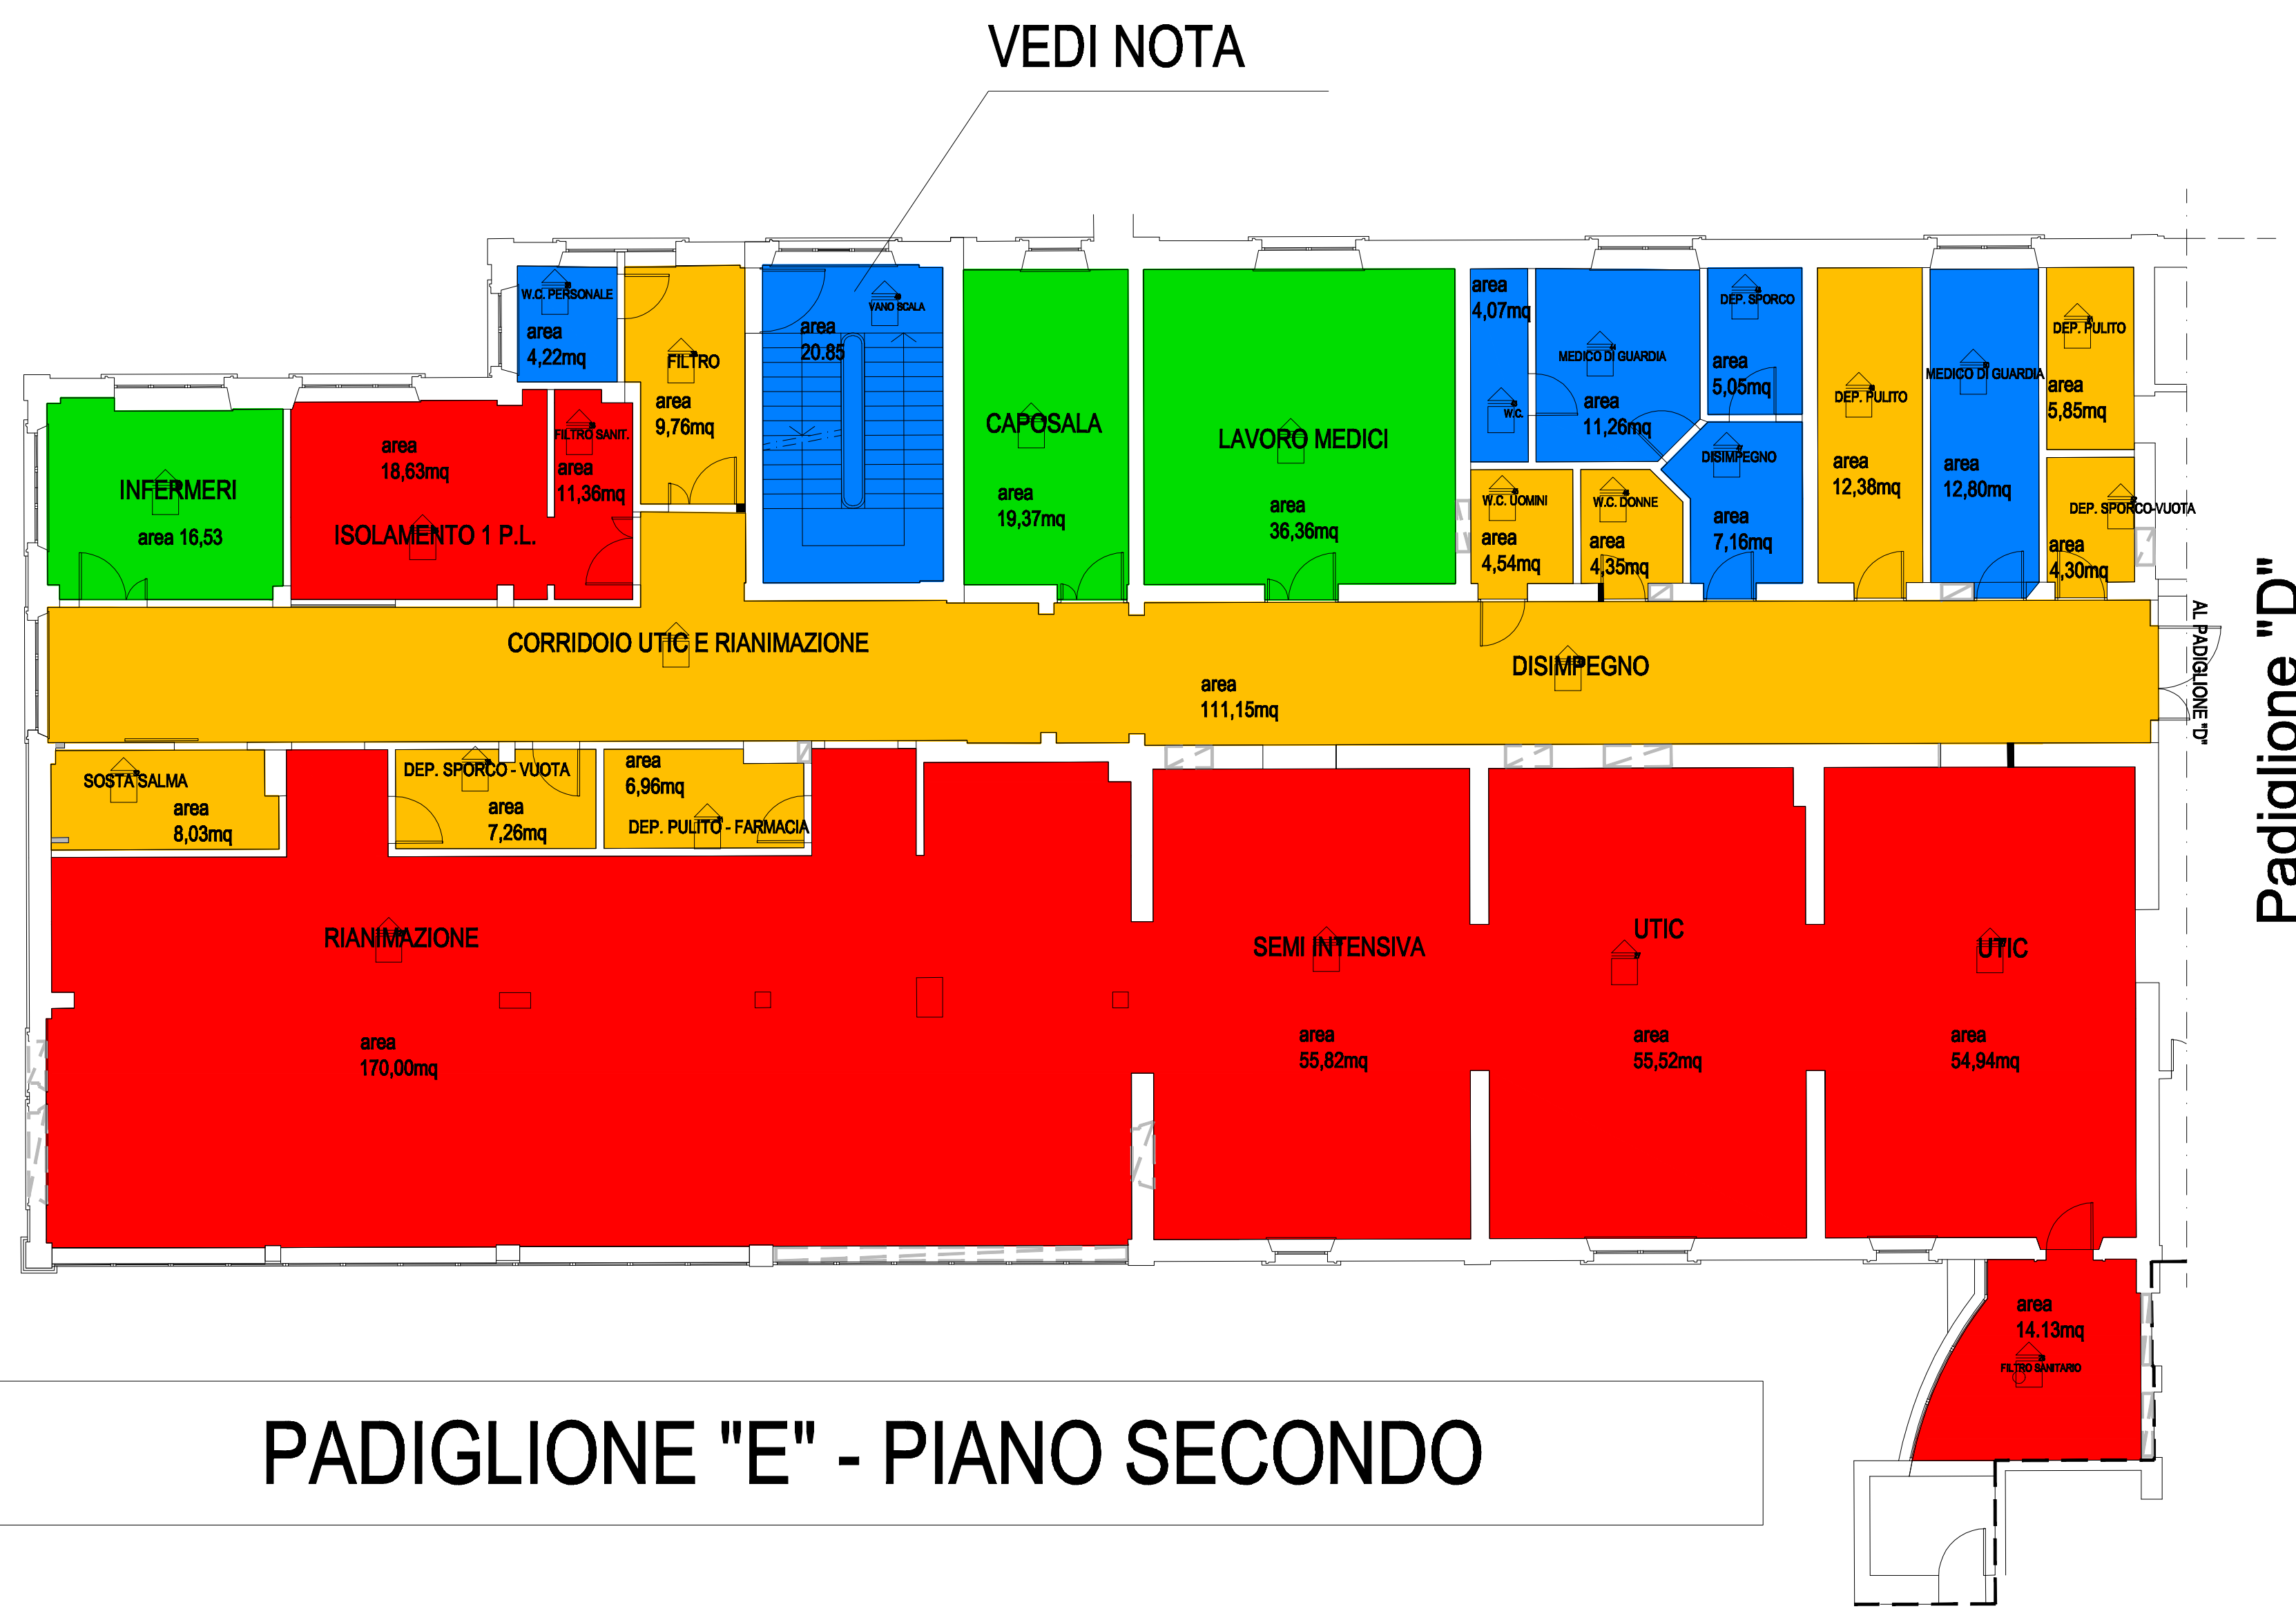 VEDI NOTA
W.C. PERSONALE
area
4,22mq
FILTRO
area
9,76mq
VANO SCALA
area
20.85
CAPOSALA
area
19,37mq
LAVORO MEDICI
area
36,36mq
area
4,07mq
W.C.
MEDICO DI GUARDIA
area
11,26mq
DEP. SPORCO
area
5,05mq
DEP. PULITO
area
12,38mq
MEDICO DI GUARDIA
area
12,80mq
DEP. PULITO
area
5,85mq
INFERMERI
area 16,53
area
18,63mq
ISOLAMENTO 1 P.L.
FILTRO SANIT.
area
11,36mq
W.C. UOMINI
area
4,54mq
W.C. DONNE
area
4,35mq
DISIMPEGNO
area
7,16mq
DEP. SPORCO-VUOTA
area
4,30mq
CORRIDOIO UTIC E RIANIMAZIONE
DISIMPEGNO
area
111,15mq
AL PADIGLIONE "D"
Padiglione "D"
SOSTA SALMA
area
8,03mq
DEP. SPORCO - VUOTA
area
7,26mq
area
6,96mq
DEP. PULITO - FARMACIA
RIANIMAZIONE
area
170,00mq
SEMI INTENSIVA
area
55,82mq
UTIC
area
55,52mq
UTIC
area
54,94mq
area
14.13mq
FILTRO SANITARIO
PADIGLIONE "E" - PIANO SECONDO